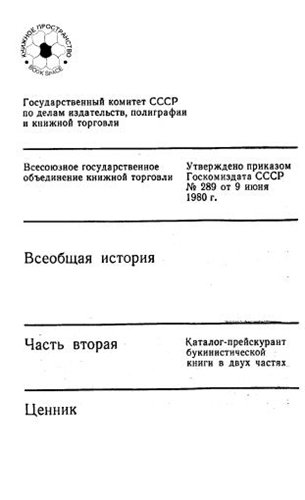 КНИЖНОЕ ПРОСТРАНСТВО
BOOK SPACE
Государственный комитет СССР
по делам издательств, полиграфии
и книжной торговли
Всесоюзное государственное
объединение книжной торговли
Утверждено приказом
Госкомиздата СССР
№ 289 от 9 июня
1980 г.
Всеобщая история
Часть вторая
Каталог-прейскурант
букинистической
книги в двух частях
Ценник